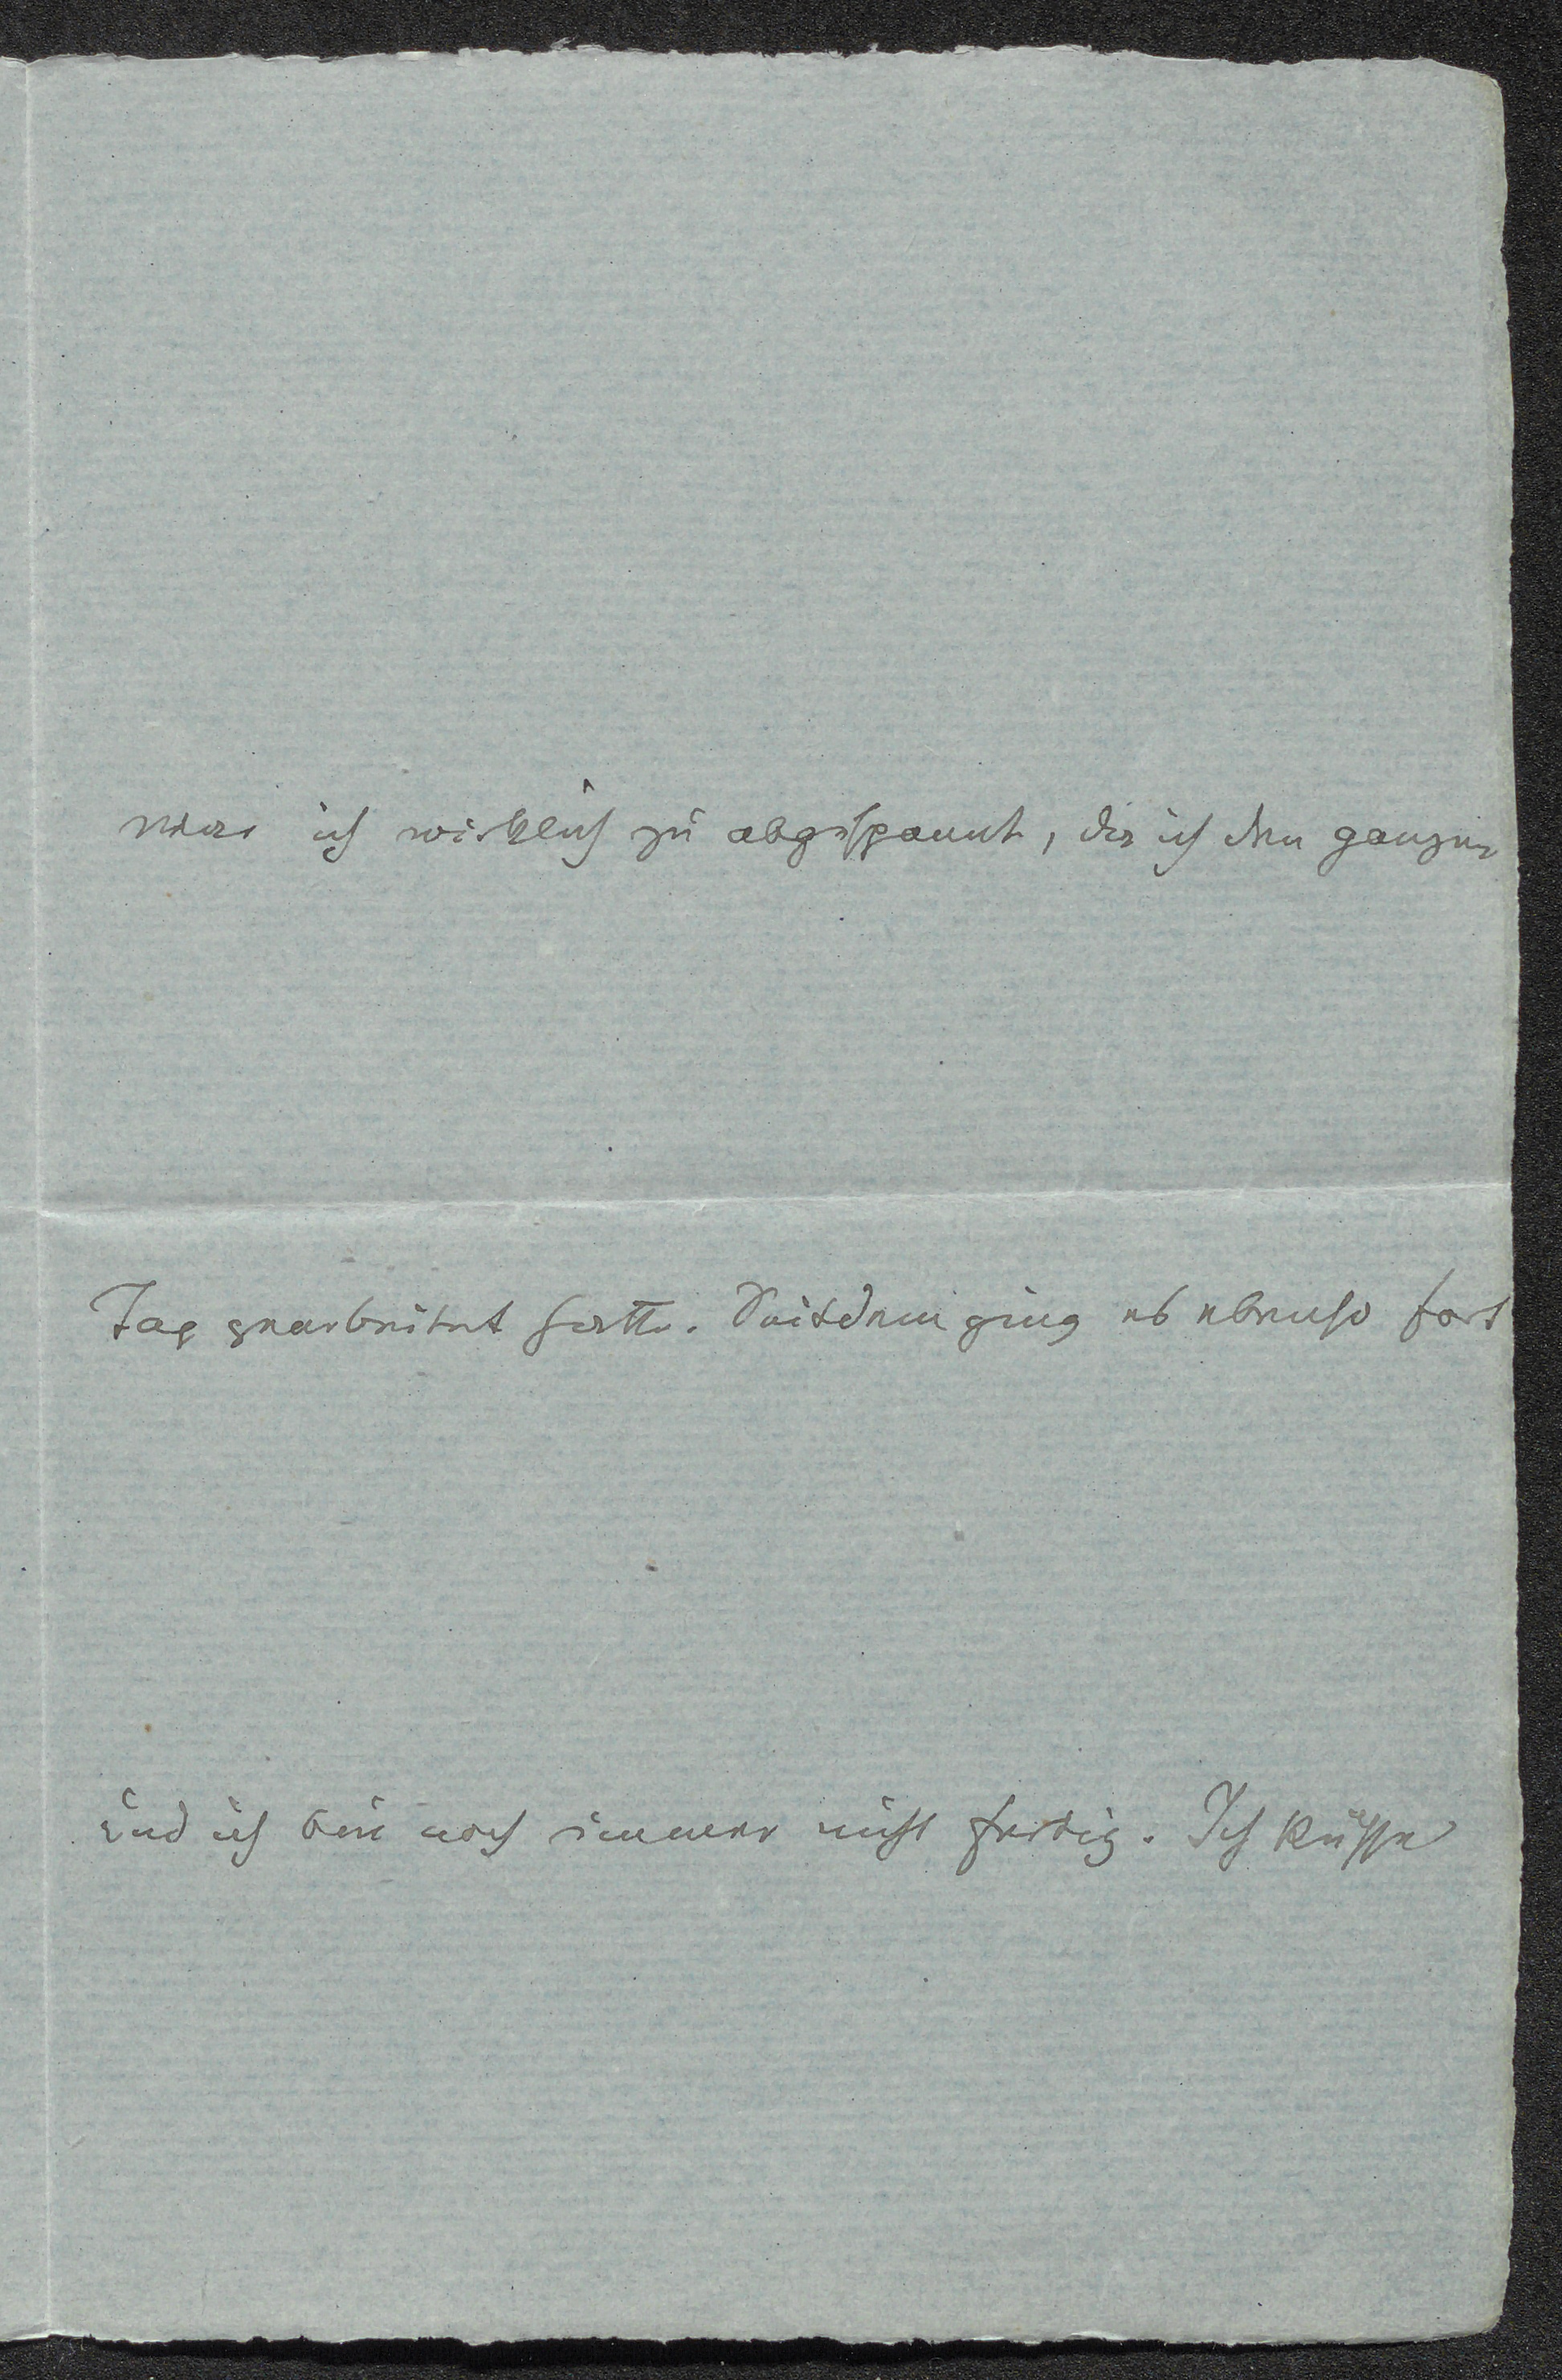 war ich wirklich zu abgespannt, da ich den ganzen
Tag gearbeitet hatte. Seitdem ging es ebenso fort
und ich bin noch immer nicht fertig. Ich küsse